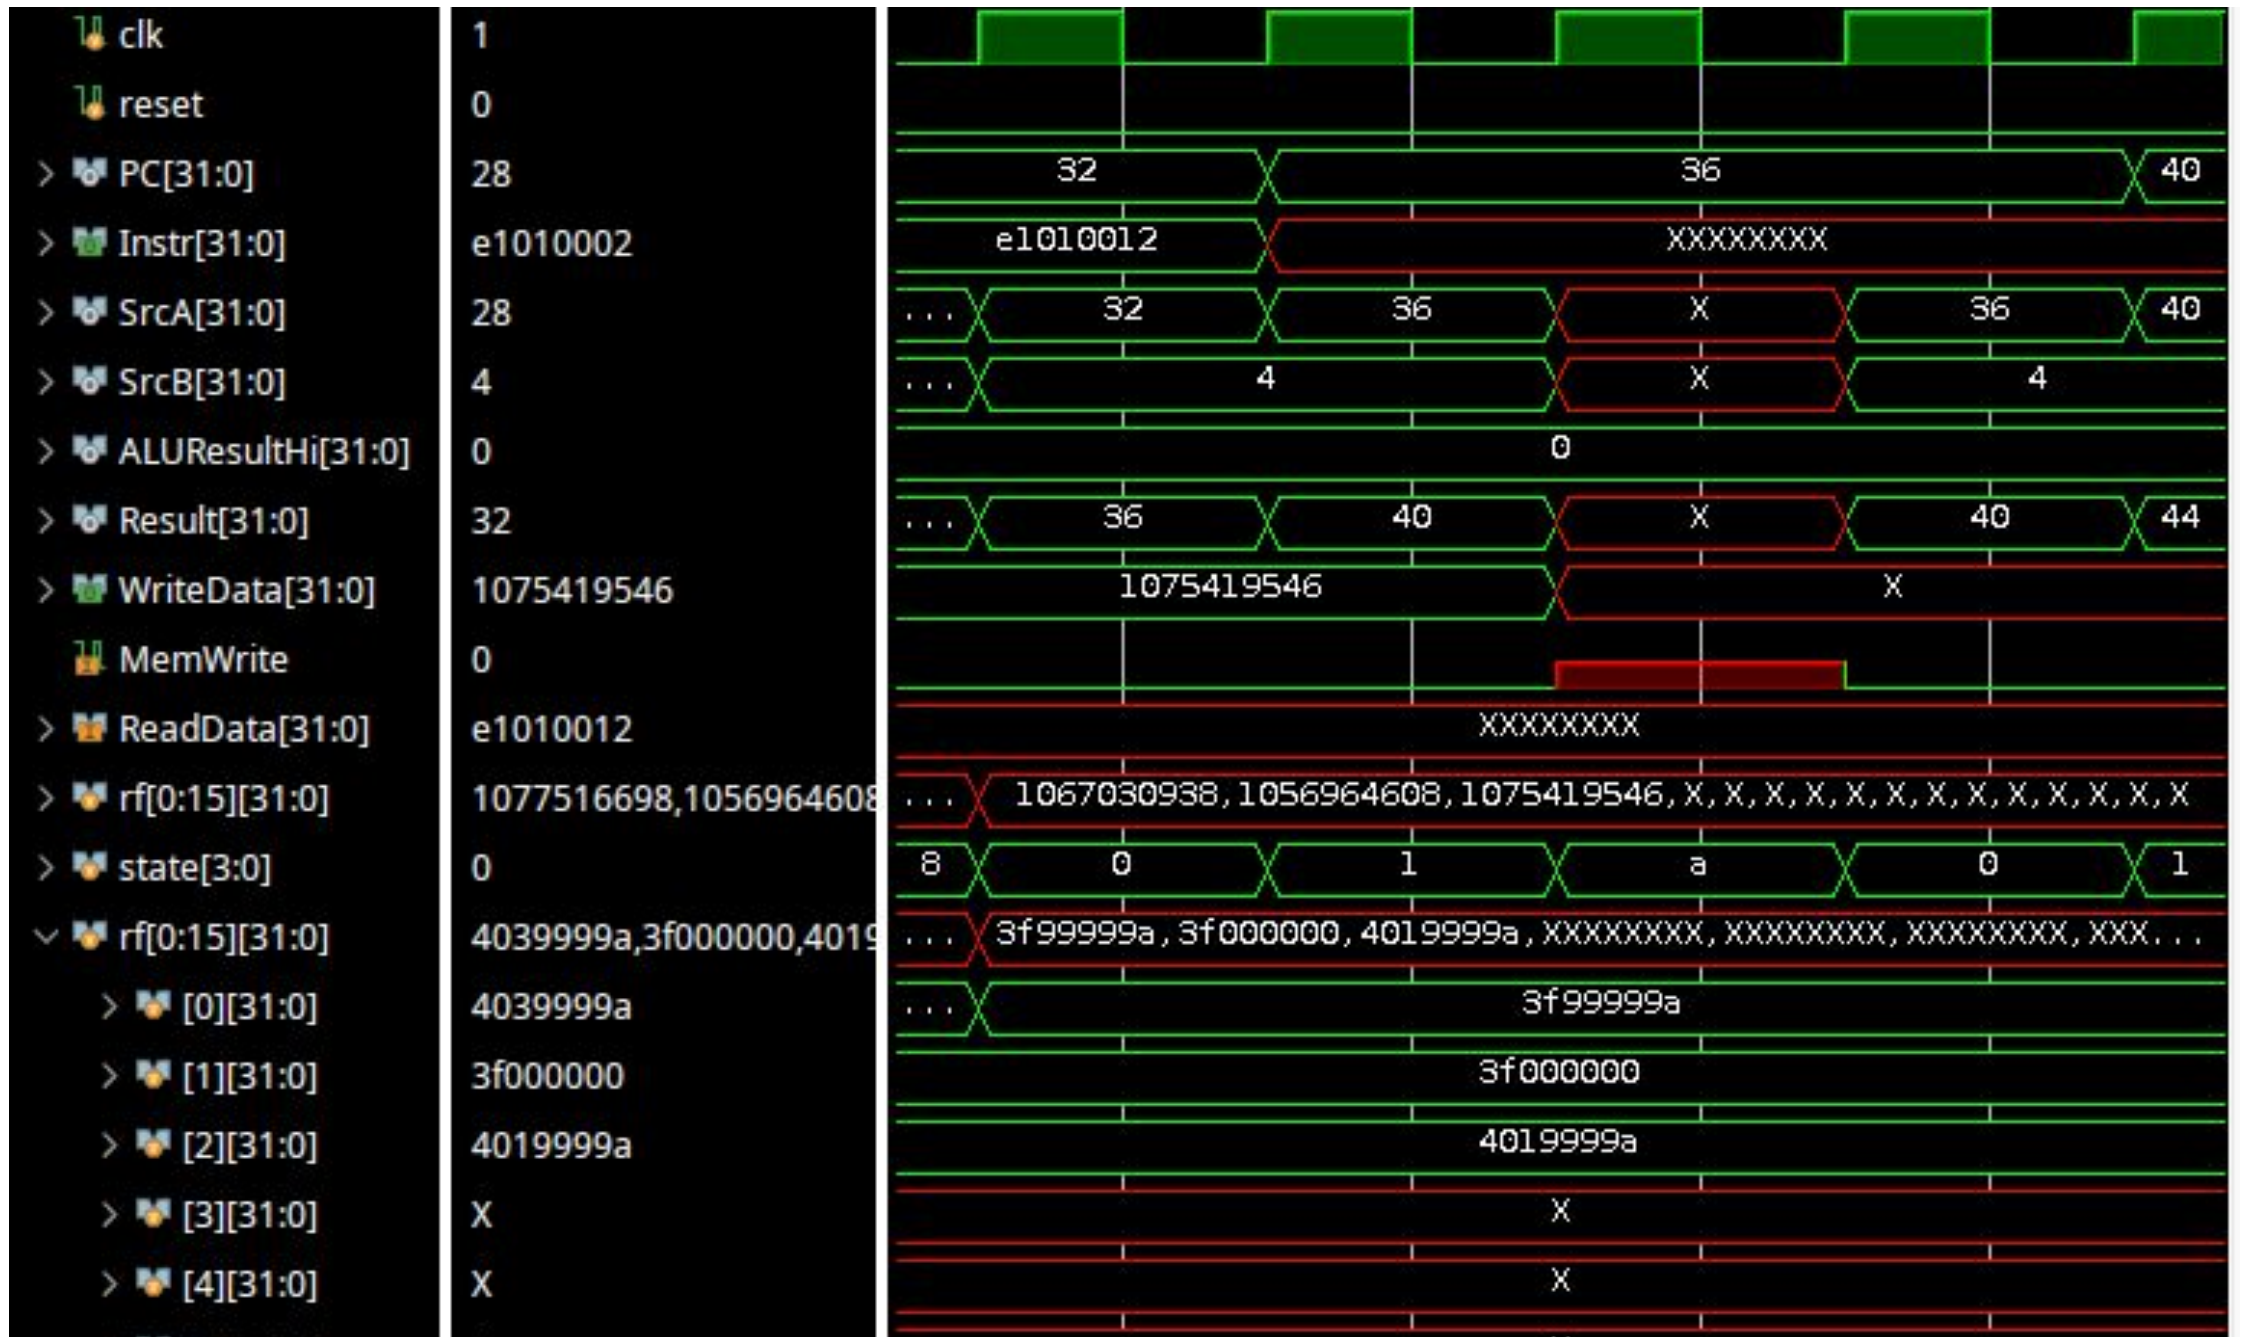 clk 1
reset 0
PC[31:0] 28 32 36 40
Instr[31:0] e1010002 e1010012 XXXXXXXX
SrcA[31:0] 28 ... 32 36 X 36 40
SrcB[31:0] 4 ... 4 X 4
ALUResultHi[31:0] 0 0
Result[31:0] 32 ... 36 40 X 40 44
WriteData[31:0] 1075419546 1075419546 X
MemWrite 0
ReadData[31:0] e1010012 XXXXXXXX
rf[0:15][31:0] 1077516698,1056964608 ... 1067030938,1056964608,1075419546,X,X,X,X,X,X,X,X,X,X,X,X,X
state[3:0] 0 8 0 1 a 0 1
rf[0:15][31:0] 4039999a,3f000000,4019 ... 3f99999a,3f000000,4019999a,XXXXXXXX,XXXXXXXX,XXXXXXXX,XXX...
[0][31:0] 4039999a ... 3f99999a
[1][31:0] 3f000000 3f000000
[2][31:0] 4019999a 4019999a
[3][31:0] X X
[4][31:0] X X